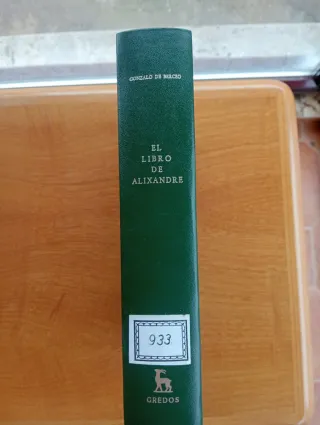 GONZALO DE BERCEO
EL
LIBRO
DE
ALIXANDRE
933
GREDOS